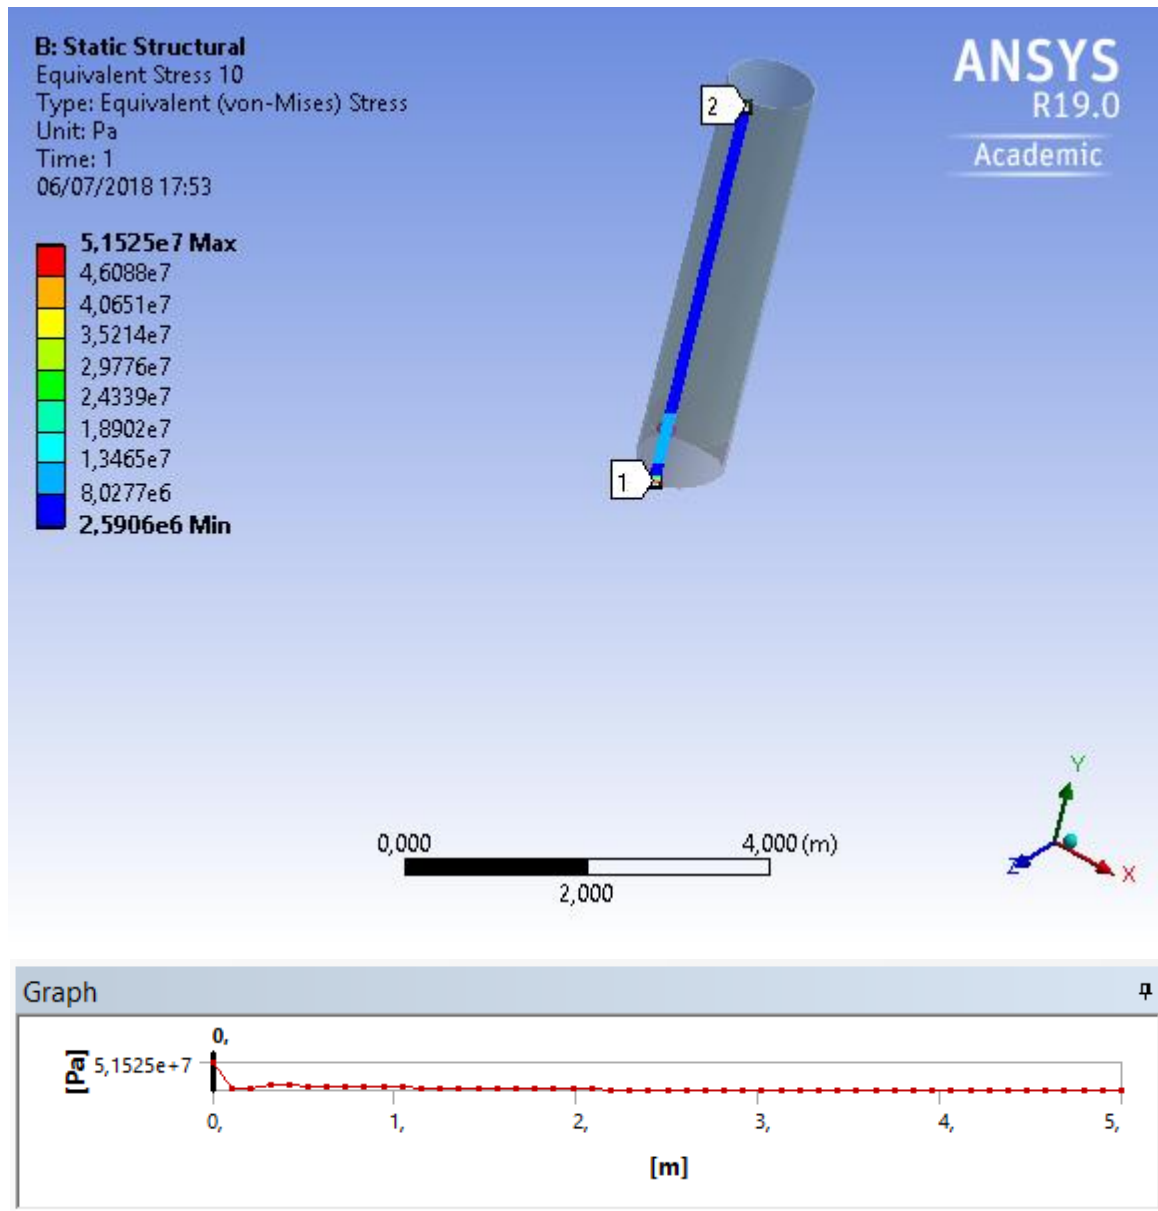 B: Static Structural
Equivalent Stress 10
Type: Equivalent (von-Mises) Stress
Unit: Pa
Time: 1
06/07/2018 17:53
ANSYS
R19.0
Academic
5,1525e7 Max
4,6088e7
4,0651e7
3,5214e7
2,9776e7
2,4339e7
1,8902e7
1,3465e7
8,0277e6
2,5906e6 Min
2
1
0,000
4,000 (m)
2,000
Y
Z
X
Graph
0,
[Pa]
5,1525e+7
0,
1,
2,
3,
4,
5,
[m]